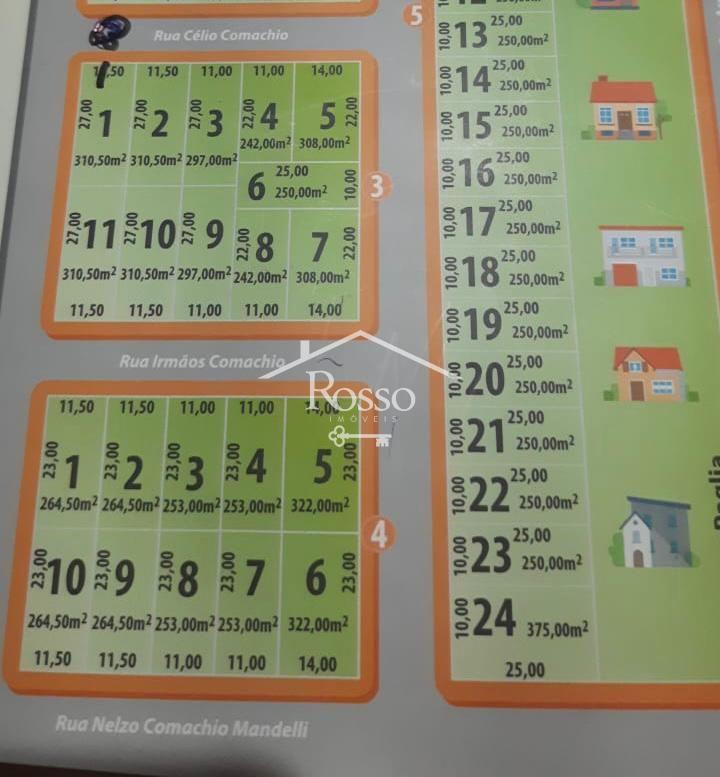 Rua Célio Comachio
5
11,50 11,50 11,00 11,00 14,00
27,00 1 27,00 2 27,00 3 22,00 4 5 22,00
242,00m² 308,00m²
310,50m² 310,50m² 297,00m²
6 25,00 250,00m² 10,00
3
27,00 11 27,00 10 27,00 9 22,00 8 7 22,00
310,50m² 310,50m² 297,00m² 242,00m² 308,00m²
11,50 11,50 11,00 11,00 14,00
Rua Irmãos Comachio
Rosso
IMÓVEIS
11,50 11,50 11,00 11,00 14,00
23,00 1 23,00 2 23,00 3 23,00 4 5 23,00
264,50m² 264,50m² 253,00m² 253,00m² 322,00m²
4
23,00 10 23,00 9 23,00 8 23,00 7 6 23,00
264,50m² 264,50m² 253,00m² 253,00m² 322,00m²
11,50 11,50 11,00 11,00 14,00
Rua Nelzo Comachio Mandelli
10,00 13 25,00 250,00m²
10,00 14 25,00 250,00m²
10,00 15 25,00 250,00m²
10,00 16 25,00 250,00m²
10,00 17 25,00 250,00m²
10,00 18 25,00 250,00m²
10,00 19 25,00 250,00m²
10,00 20 25,00 250,00m²
10,00 21 25,00 250,00m²
10,00 22 25,00 250,00m²
10,00 23 25,00 250,00m²
10,00 24 375,00m²
25,00